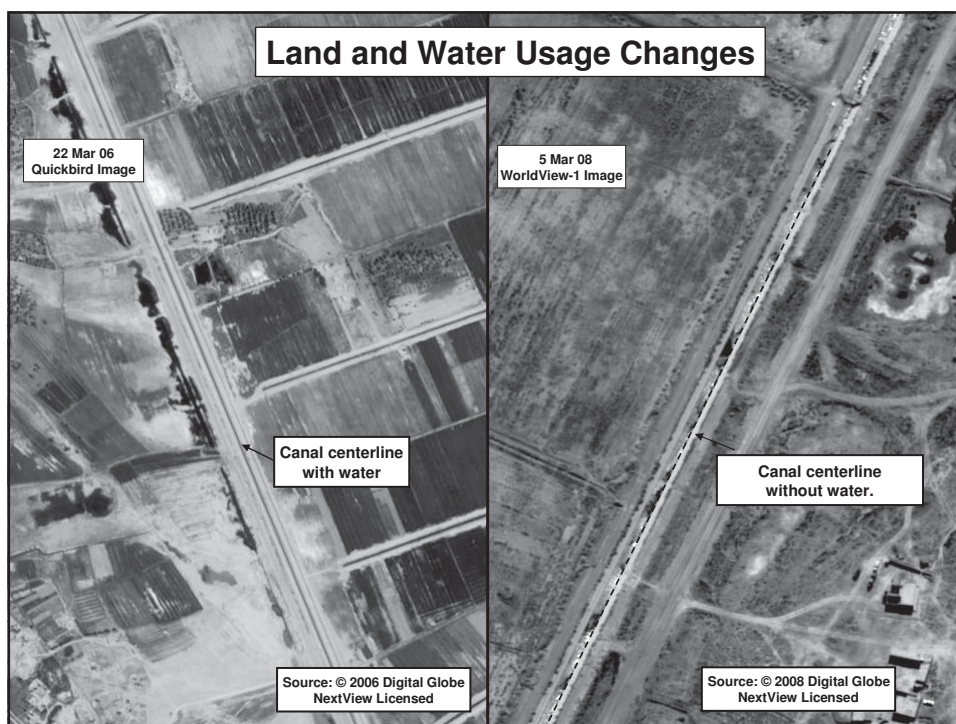 Land and Water Usage Changes
22 Mar 06
Quickbird Image
5 Mar 08
WorldView-1 Image
Canal centerline
with water
Canal centerline
without water.
Source: © 2006 Digital Globe
NextView Licensed
Source: © 2008 Digital Globe
NextView Licensed